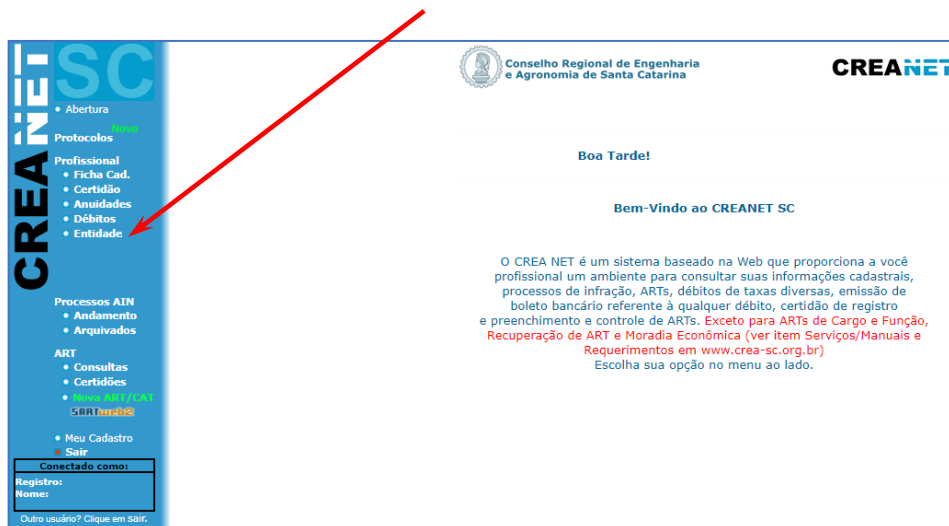 CREANET
SC
Abertura
Novo
Protocolos
Profissional
Ficha Cad.
Certidão
Anuidades
Débitos
Entidade
Processos AIN
Andamento
Arquivados
ART
Consultas
Certidões
Nova ART/CAT
SARTweb2
Meu Cadastro
Sair
Conectado como:
Registro:
Nome:
Outro usuário? Clique em sair.
Conselho Regional de Engenharia
e Agronomia de Santa Catarina
CREANET
Boa Tarde!
Bem-Vindo ao CREANET SC
O CREA NET é um sistema baseado na Web que proporciona a você
profissional um ambiente para consultar suas informações cadastrais,
processos de infração, ARTs, débitos de taxas diversas, emissão de
boleto bancário referente à qualquer débito, certidão de registro
e preenchimento e controle de ARTs. Exceto para ARTs de Cargo e Função,
Recuperação de ART e Moradia Econômica (ver item Serviços/Manuais e
Requerimentos em www.crea-sc.org.br)
Escolha sua opção no menu ao lado.